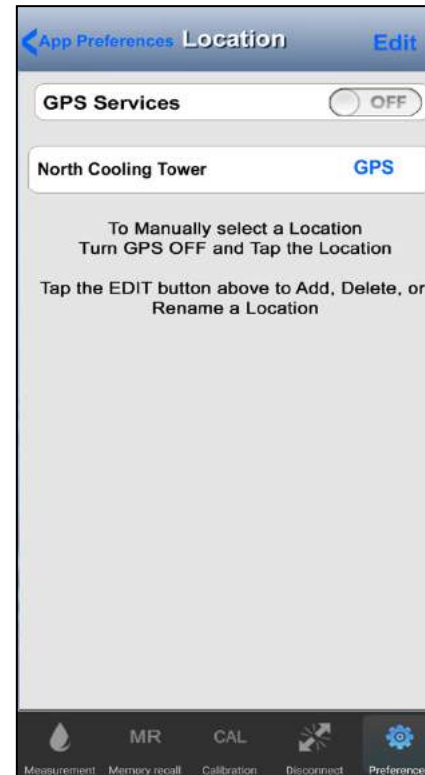 App Preferences Location Edit
GPS Services OFF
North Cooling Tower GPS
To Manually select a Location
Turn GPS OFF and Tap the Location
Tap the EDIT button above to Add, Delete, or
Rename a Location
MR CAL
Measurement Memory recall Calibration Disconnect Preference